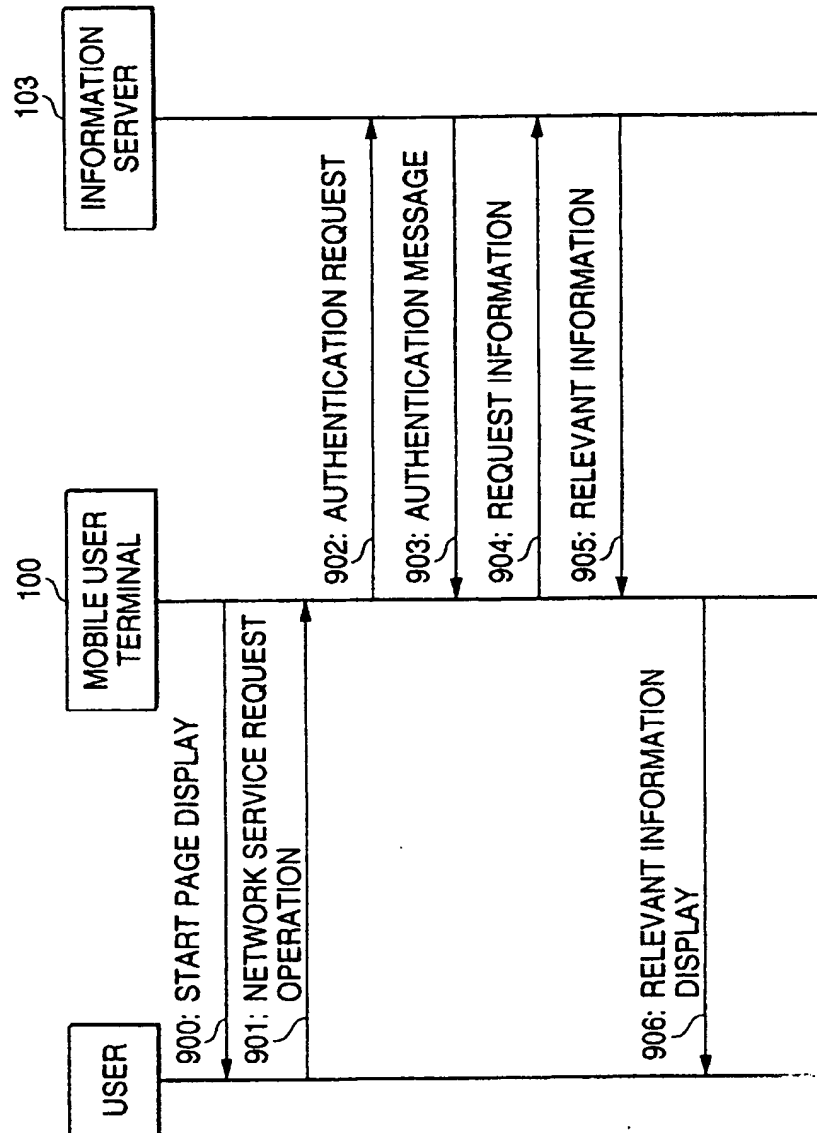 USER
100
MOBILE USER
TERMINAL
103
INFORMATION
SERVER
900: START PAGE DISPLAY
901: NETWORK SERVICE REQUEST
OPERATION
902: AUTHENTICATION REQUEST
903: AUTHENTICATION MESSAGE
904: REQUEST INFORMATION
905: RELEVANT INFORMATION
906: RELEVANT INFORMATION
DISPLAY